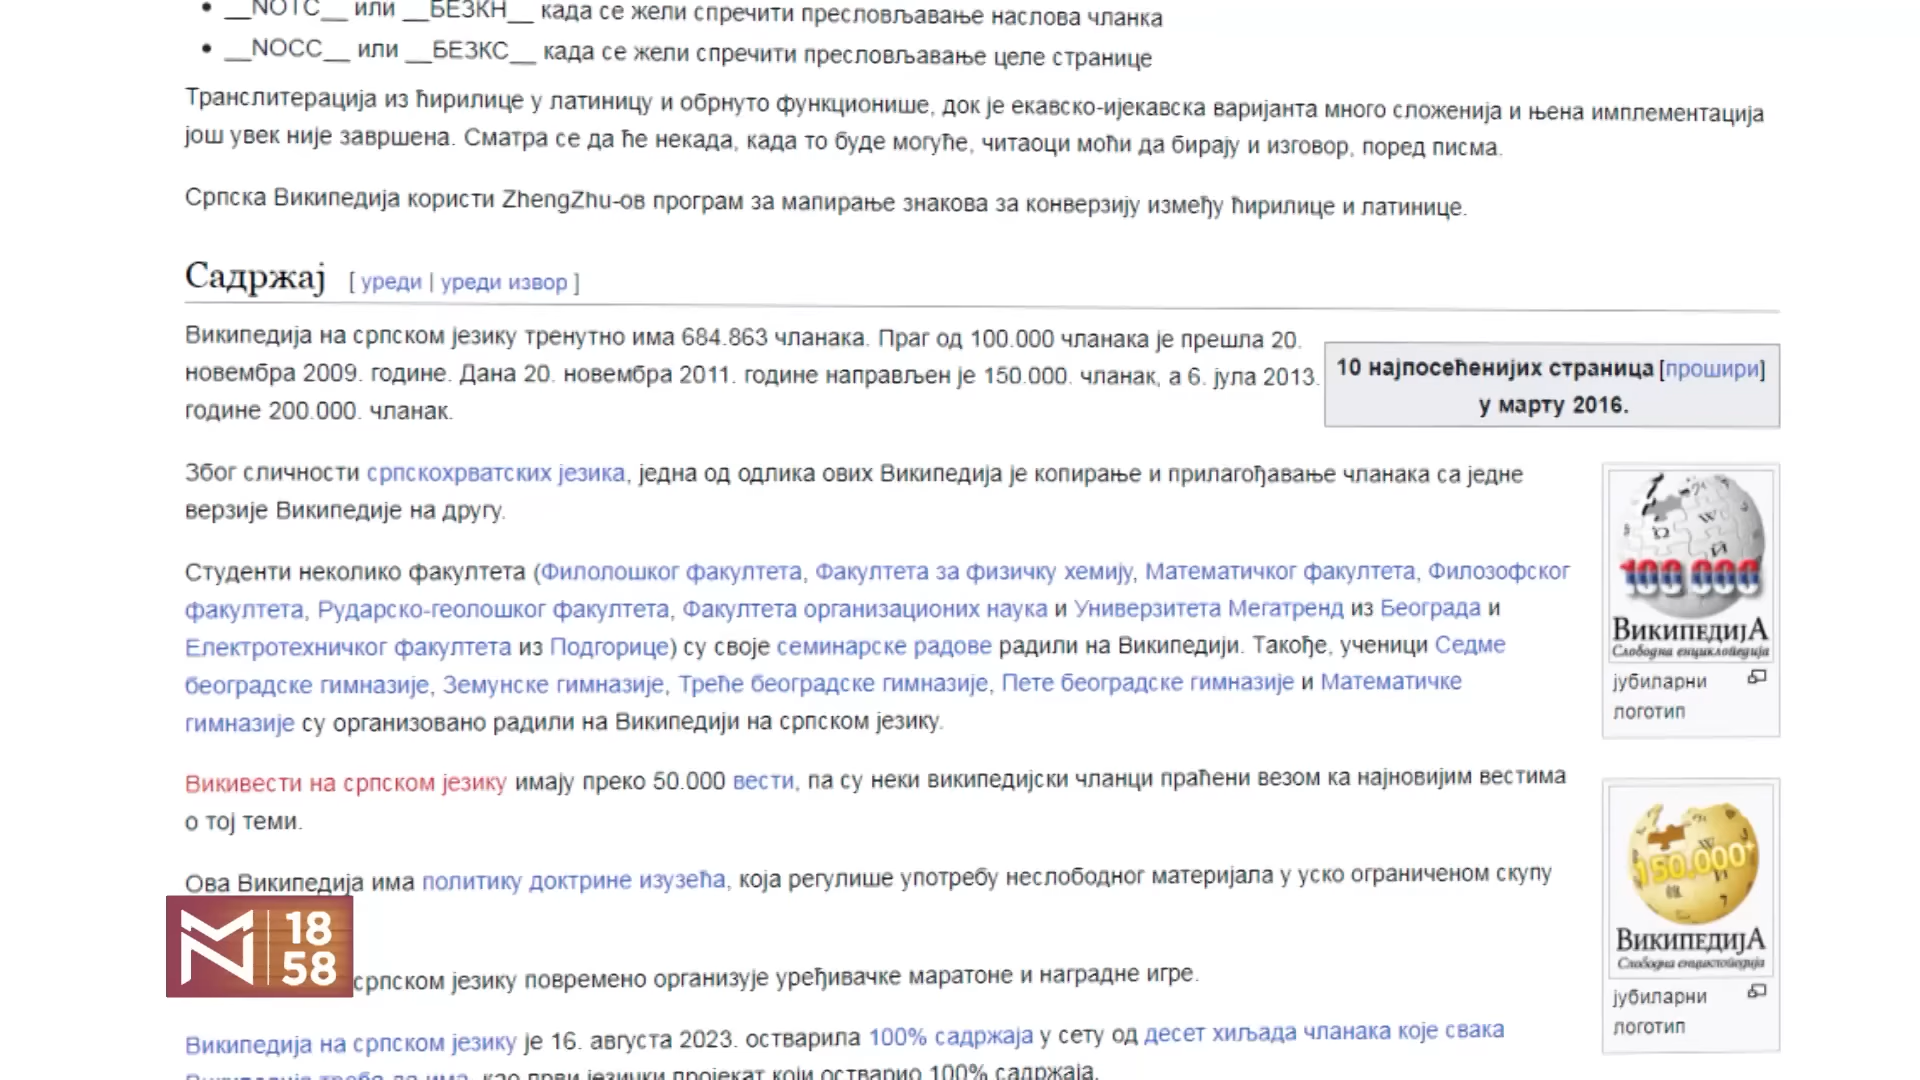 __NOTC__ или __БЕЗКН__ када се жели спречити пресловљавање наслова чланка
__NOCC__ или __БЕЗКС__ када се жели спречити пресловљавање целе странице
Транслитерација из ћирилице у латиницу и обрнуто функционише, док је екавско-ијекавска варијанта много сложенија и њена имплементација
још увек није завршена. Сматра се да ће некада, када то буде могуће, читаоци моћи да бирају и изговор, поред писма.
Српска Википедија користи ZhengZhu-ов програм за мапирање знакова за конверзију између ћирилице и латинице.
Садржај [ уреди | уреди извор ]
Википедија на српском језику тренутно има 684.863 чланака. Праг од 100.000 чланака је прешла 20.
новембра 2009. године. Дана 20. новембра 2011. године направљен је 150.000. чланак, а 6. јула 2013.
године 200.000. чланак.
10 најпосећенијих страница [прошири]
у марту 2016.
Због сличности српскохрватских језика, једна од одлика ових Википедија је копирање и прилагођавање чланака са једне
верзије Википедије на другу.
Студенти неколико факултета (Филолошког факултета, Факултета за физичку хемију, Математичког факултета, Филозофског
факултета, Рударско-геолошког факултета, Факултета организационих наука и Универзитета Мегатренд из Београда и
Електротехничког факултета из Подгорице) су своје семинарске радове радили на Википедији. Такође, ученици Седме
београдске гимназије, Земунске гимназије, Треће београдске гимназије, Пете београдске гимназије и Математичке
гимназије су организовано радили на Википедији на српском језику.
100 000
ВикипедијА
Слободна енциклопедија
јубиларни
логотип
Викивести на српском језику имају преко 50.000 вести, па су неки википедијски чланци праћени везом ка најновијим вестима
о тој теми.
Ова Википедија има политику доктрине изузећа, која регулише употребу неслободног материјала у уско ограниченом скупу
150.000+
ВикипедијА
Слободна енциклопедија
јубиларни
логотип
18
58
српском језику повремено организује уређивачке маратоне и наградне игре.
Википедија на српском језику је 16. августа 2023. остварила 100% садржаја у сету од десет хиљада чланака које свака
Википедија треба да има, као први језички пројекат који остварио 100% садржаја.